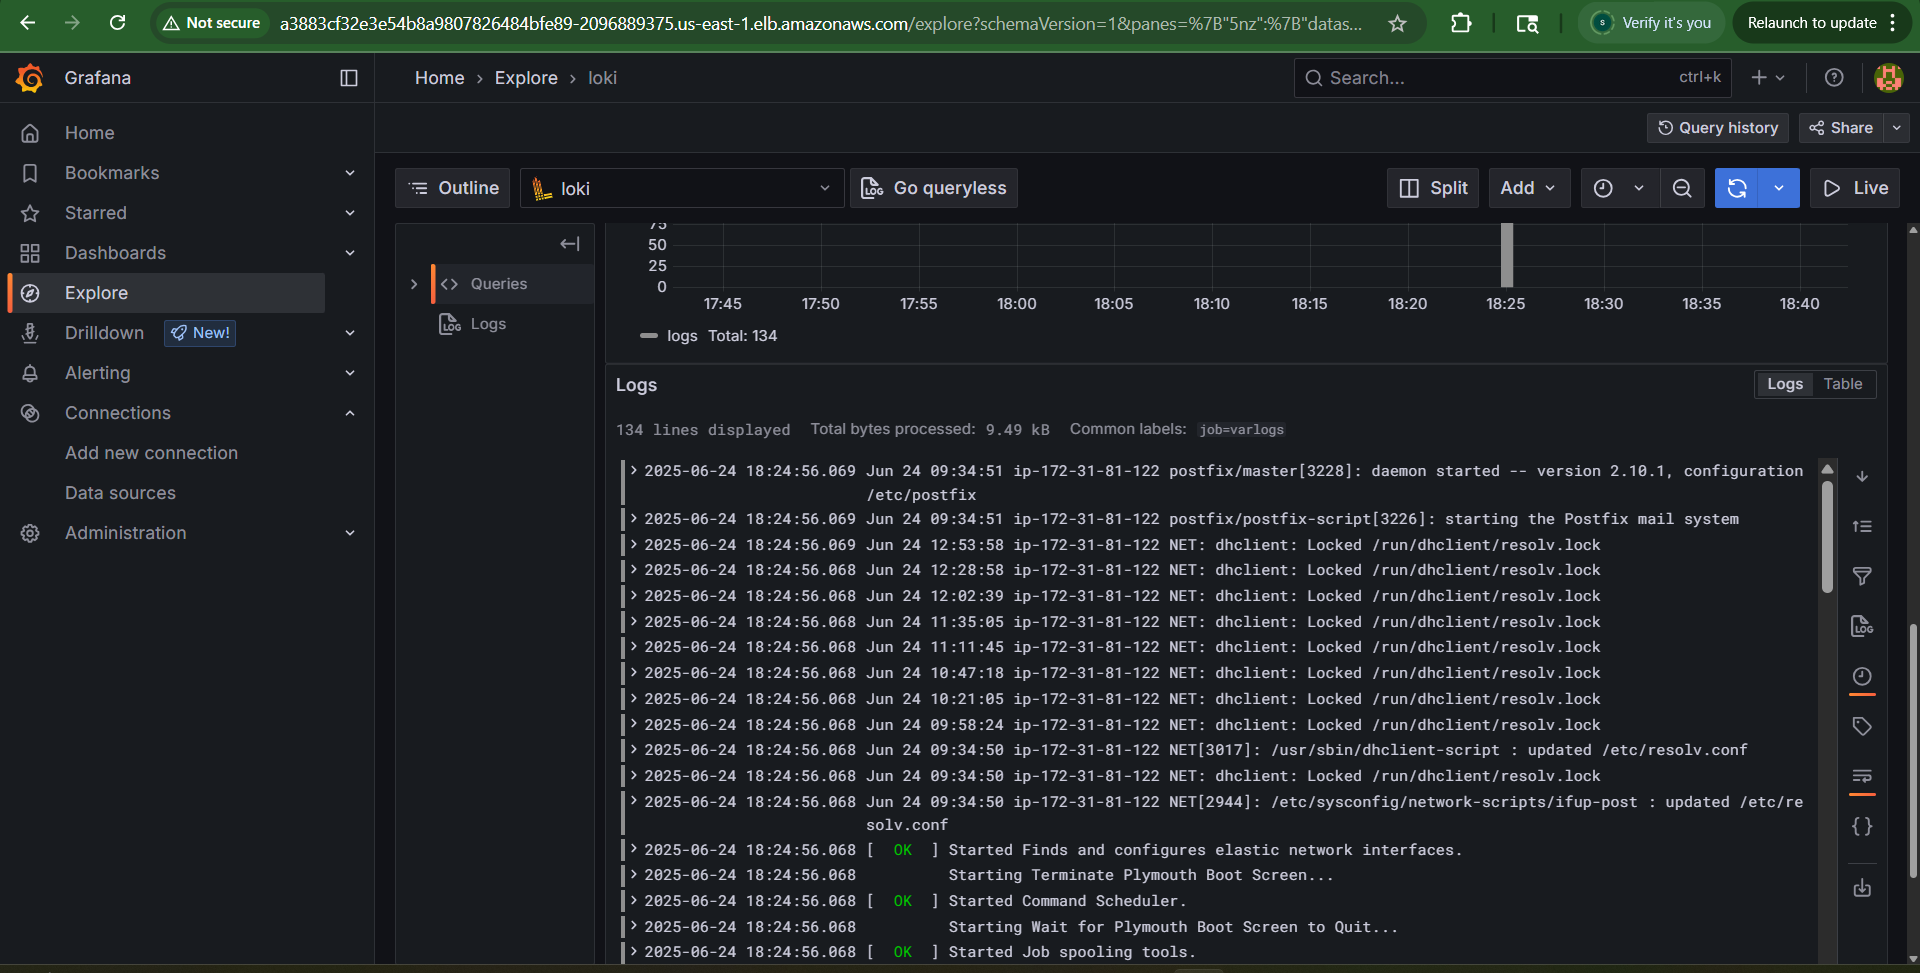 Not secure
a3883cf32e3e54b8a9807826484bfe89-2096889375.us-east-1.elb.amazonaws.com/explore?schemaVersion=1&panes=%7B"5nz":%7B"datas...
S
Verify it's you
Relaunch to update
Grafana
Home › Explore › loki
Search...
ctrl+k
Query history
Share
Home
Bookmarks
Starred
Dashboards
Explore
Drilldown
New!
Alerting
Connections
Add new connection
Data sources
Administration
Outline
loki
LOG
Go queryless
Split
Add
Live
Queries
LOG
Logs
75
50
25
0
17:45
17:50
17:55
18:00
18:05
18:10
18:15
18:20
18:25
18:30
18:35
18:40
logs Total: 134
Logs
Logs
Table
134 lines displayed
Total bytes processed: 9.49 kB
Common labels: job=varlogs
2025-06-24 18:24:56.069 Jun 24 09:34:51 ip-172-31-81-122 postfix/master[3228]: daemon started -- version 2.10.1, configuration
/etc/postfix
2025-06-24 18:24:56.069 Jun 24 09:34:51 ip-172-31-81-122 postfix/postfix-script[3226]: starting the Postfix mail system
2025-06-24 18:24:56.069 Jun 24 12:53:58 ip-172-31-81-122 NET: dhclient: Locked /run/dhclient/resolv.lock
2025-06-24 18:24:56.068 Jun 24 12:28:58 ip-172-31-81-122 NET: dhclient: Locked /run/dhclient/resolv.lock
2025-06-24 18:24:56.068 Jun 24 12:02:39 ip-172-31-81-122 NET: dhclient: Locked /run/dhclient/resolv.lock
2025-06-24 18:24:56.068 Jun 24 11:35:05 ip-172-31-81-122 NET: dhclient: Locked /run/dhclient/resolv.lock
2025-06-24 18:24:56.068 Jun 24 11:11:45 ip-172-31-81-122 NET: dhclient: Locked /run/dhclient/resolv.lock
2025-06-24 18:24:56.068 Jun 24 10:47:18 ip-172-31-81-122 NET: dhclient: Locked /run/dhclient/resolv.lock
2025-06-24 18:24:56.068 Jun 24 10:21:05 ip-172-31-81-122 NET: dhclient: Locked /run/dhclient/resolv.lock
2025-06-24 18:24:56.068 Jun 24 09:58:24 ip-172-31-81-122 NET: dhclient: Locked /run/dhclient/resolv.lock
2025-06-24 18:24:56.068 Jun 24 09:34:50 ip-172-31-81-122 NET[3017]: /usr/sbin/dhclient-script : updated /etc/resolv.conf
2025-06-24 18:24:56.068 Jun 24 09:34:50 ip-172-31-81-122 NET: dhclient: Locked /run/dhclient/resolv.lock
2025-06-24 18:24:56.068 Jun 24 09:34:50 ip-172-31-81-122 NET[2944]: /etc/sysconfig/network-scripts/ifup-post : updated /etc/re
solv.conf
2025-06-24 18:24:56.068 [ OK ] Started Finds and configures elastic network interfaces.
2025-06-24 18:24:56.068 Starting Terminate Plymouth Boot Screen...
2025-06-24 18:24:56.068 [ OK ] Started Command Scheduler.
2025-06-24 18:24:56.068 Starting Wait for Plymouth Boot Screen to Quit...
2025-06-24 18:24:56.068 [ OK ] Started Job spooling tools.
LOG